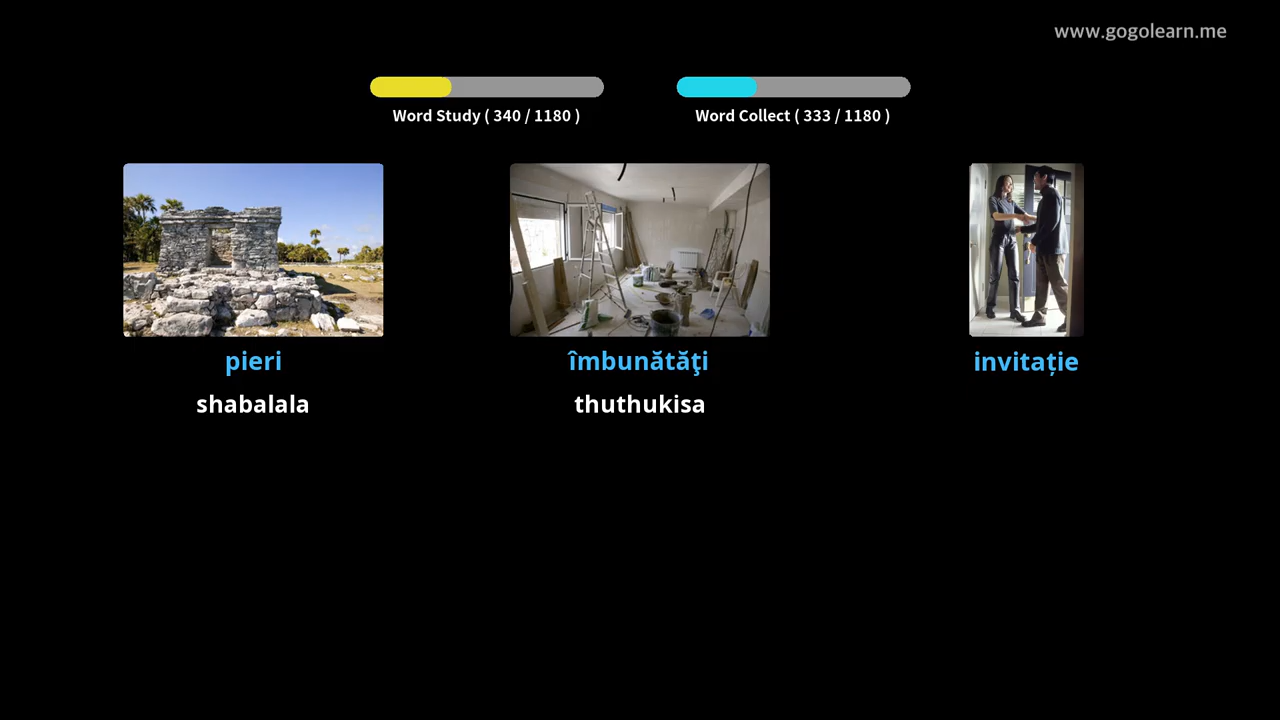 www.gogolearn.me
Word Study ( 340 / 1180 )
Word Collect ( 333 / 1180 )
pieri
îmbunătăţi
invitație
shabalala
thuthukisa